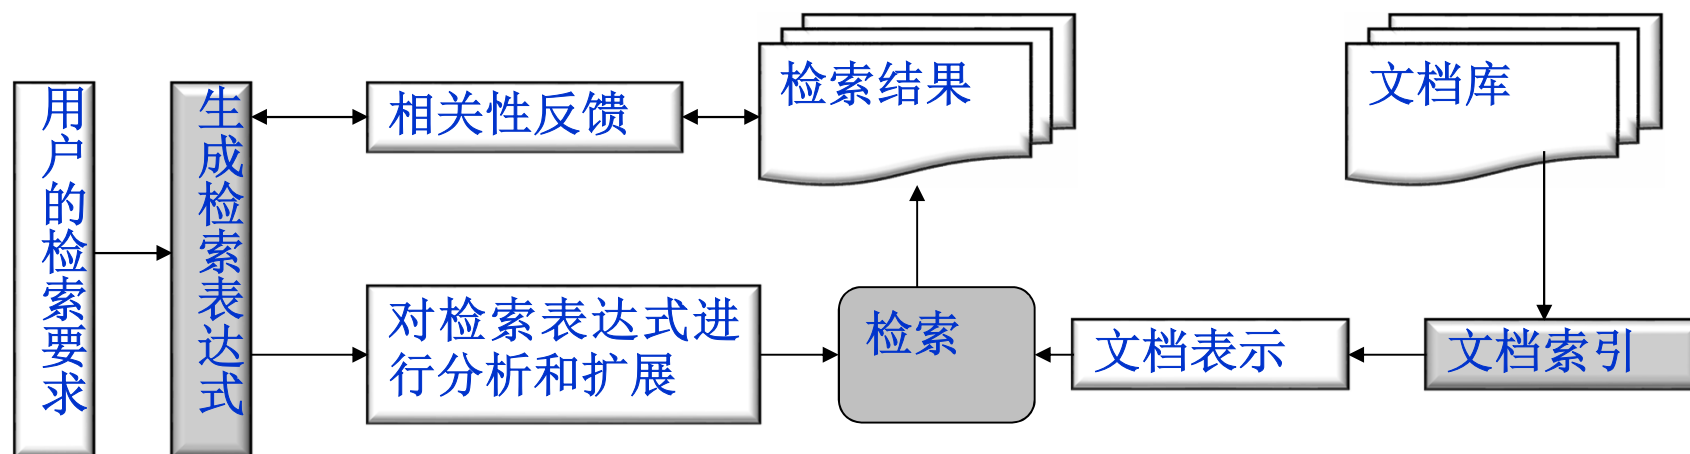 用户的检索要求
生成检索表达式
相关性反馈
检索结果
文档库
对检索表达式进
行分析和扩展
检索
文档表示
文档索引